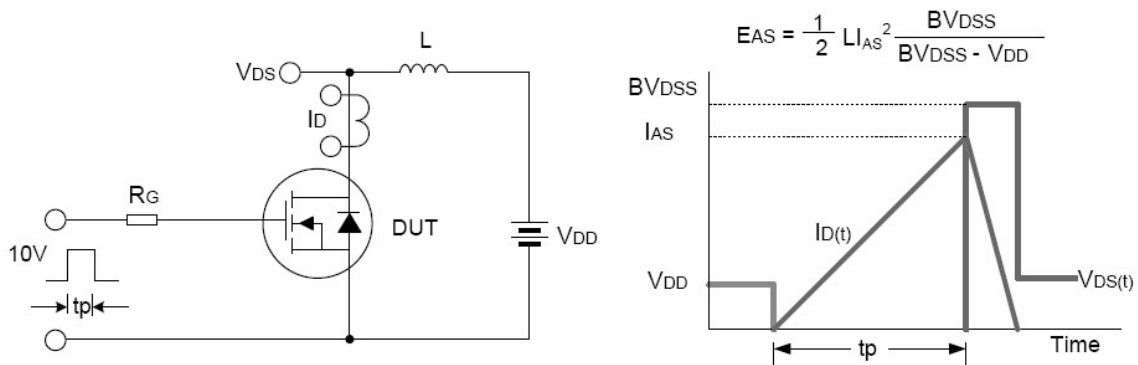 L
VDS
ID
RG
10V
tp
DUT
VDD
EAS = 1/2 LIAS² BVDSS / BVDSS - VDD
BVDSS
IAS
ID(t)
VDD
VDS(t)
tp
Time